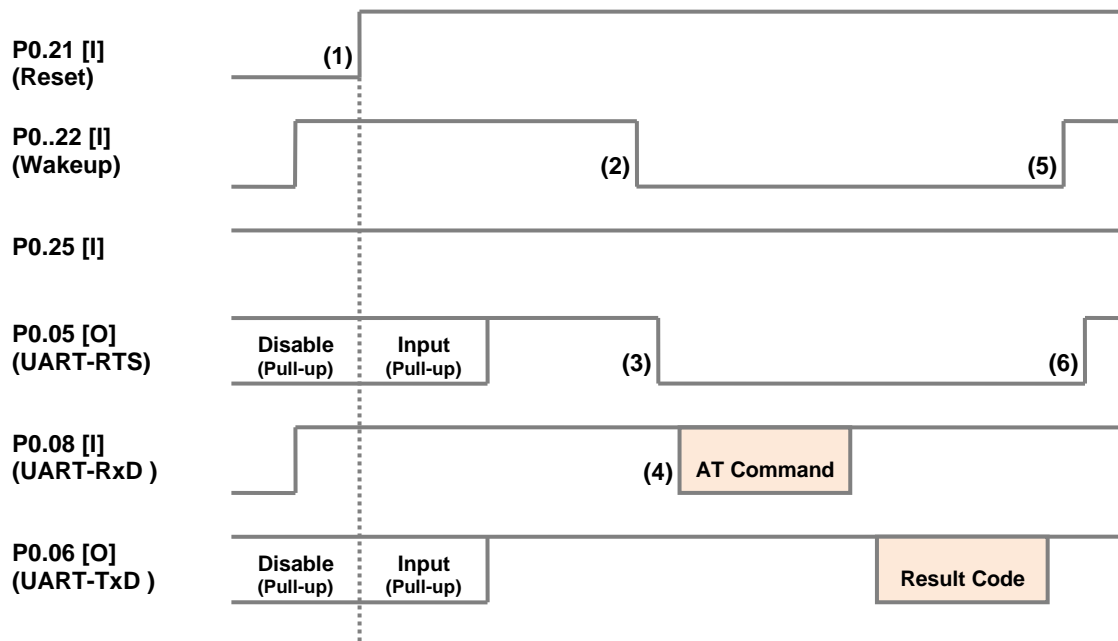 P0.21 [I]
(Reset)
(1)
P0..22 [I]
(Wakeup)
(2)
(5)
P0.25 [I]
P0.05 [O]
(UART-RTS)
Disable
(Pull-up)
Input
(Pull-up)
(3)
(6)
P0.08 [I]
(UART-RxD )
(4)
AT Command
P0.06 [O]
(UART-TxD )
Disable
(Pull-up)
Input
(Pull-up)
Result Code